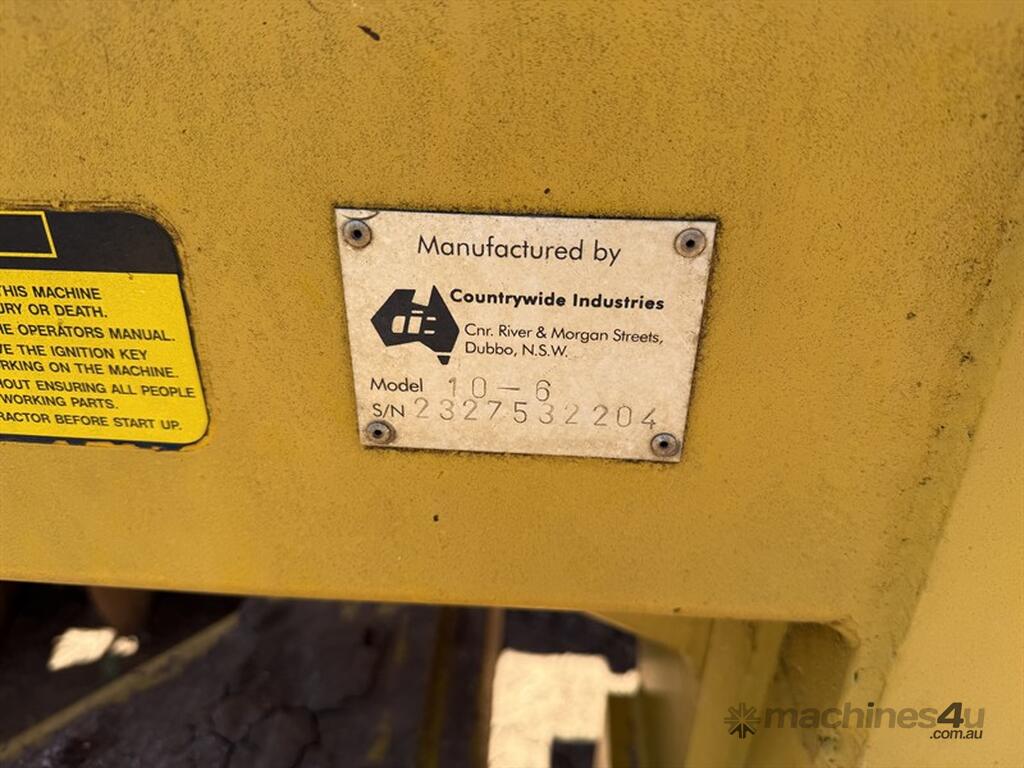 THIS MACHINE
URY OR DEATH.
HE OPERATORS MANUAL.
VE THE IGNITION KEY
RKING ON THE MACHINE.
HOUT ENSURING ALL PEOPLE
WORKING PARTS.
RACTOR BEFORE START UP.
Manufactured by
Countrywide Industries
Cnr. River & Morgan Streets,
Dubbo, N.S.W.
Model 10-6
S/N 2327532204
machines4u
.com.au